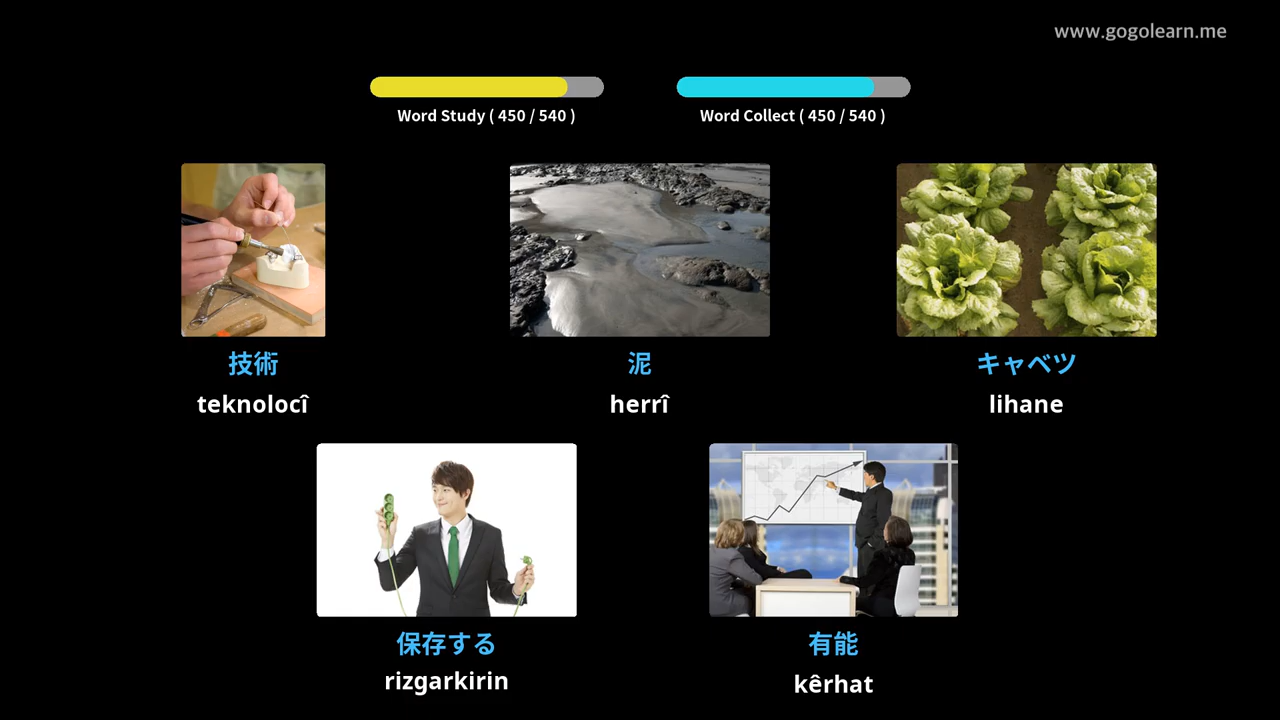 www.gogolearn.me
Word Study ( 450 / 540 )
Word Collect ( 450 / 540 )
技術
teknolocî
泥
herrî
キャベツ
lihane
保存する
rizgarkirin
有能
kêrhat